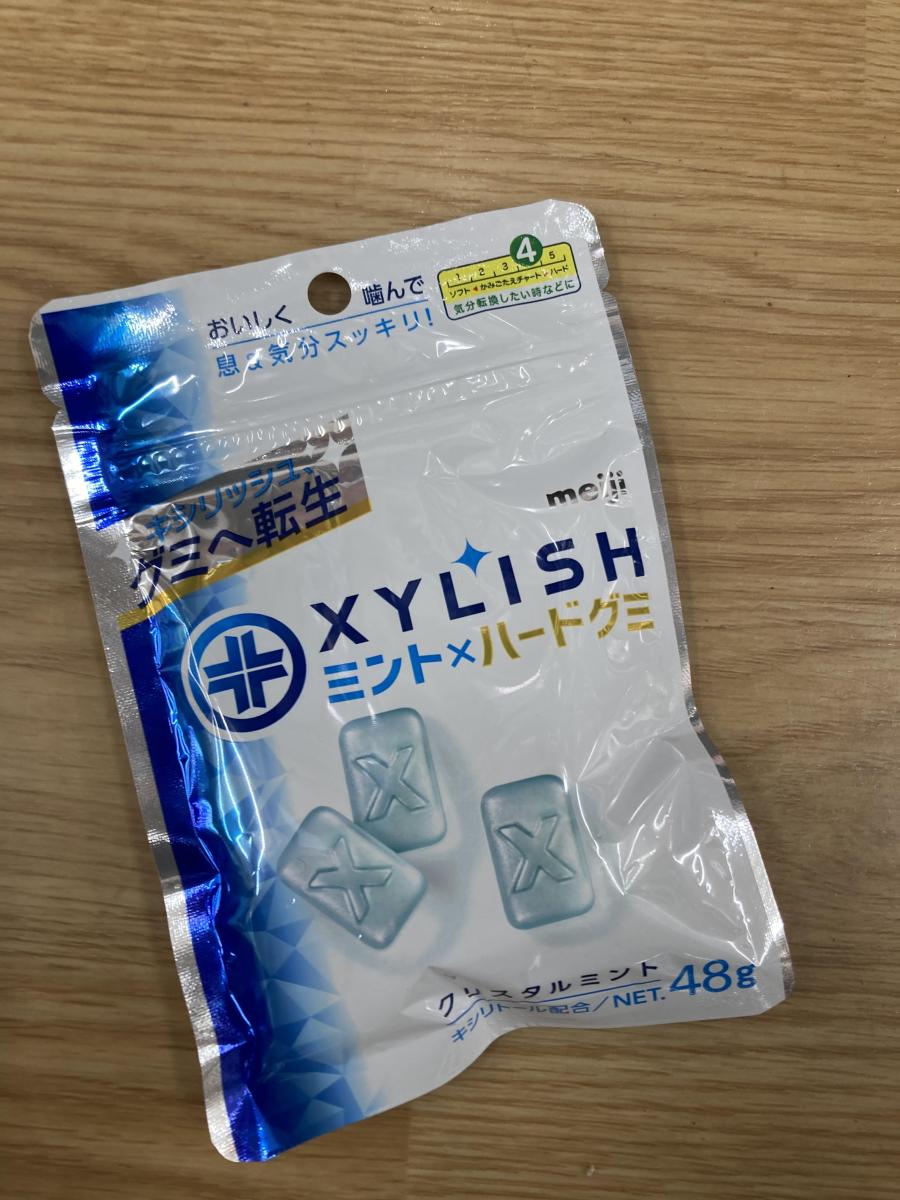 おいしく 噛んで
息も気分スッキリ!
4
1 2 3 5
ソフト かみごたえチャート ハード
気分転換したい時などに
キシリッシュ、
グミへ転生
meiji
XYLISH
ミント×ハードグミ
X
X
X
クリスタルミント
キシリトール配合/NET. 48g